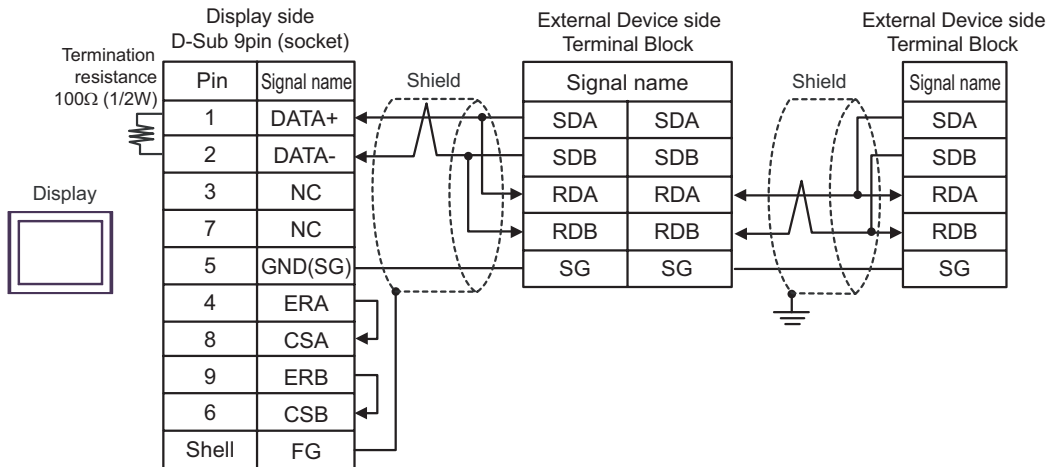 Display side
D-Sub 9pin (socket)
External Device side
Terminal Block
External Device side
Terminal Block
Termination
resistance
100Ω (1/2W)
Pin Signal name
Shield
Signal name
Shield
Signal name
1 DATA+ SDA SDA SDA
2 DATA- SDB SDB SDB
Display
3 NC RDA RDA RDA
7 NC RDB RDB RDB
5 GND(SG) SG SG SG
4 ERA
8 CSA
9 ERB
6 CSB
Shell FG